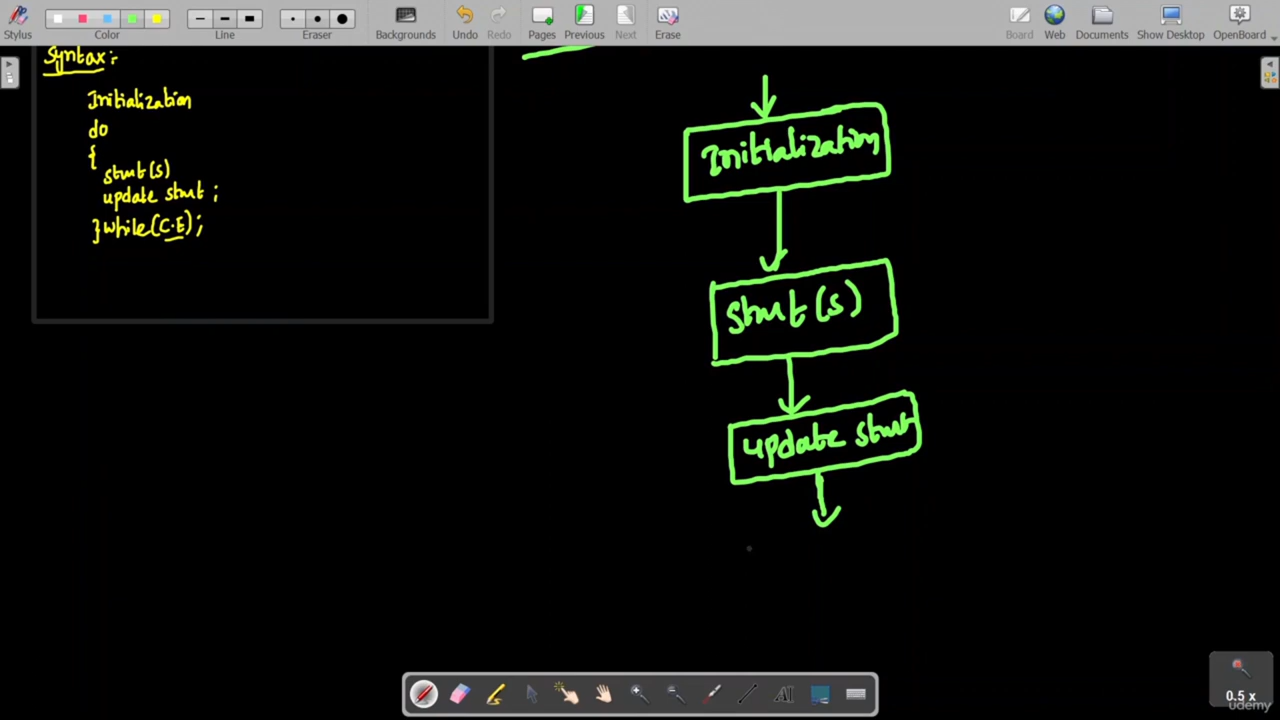 Stylus
Color
Line
Eraser
Backgrounds
Undo
Redo
Pages
Previous
Next
Erase
Board
Web
Documents
Show Desktop
OpenBoard
Syntax:
Initialization
do
{
stmt(s)
update stmt ;
}while(C.E);
Initialization
stmt(s)
update stmt
0.5 x
udemy